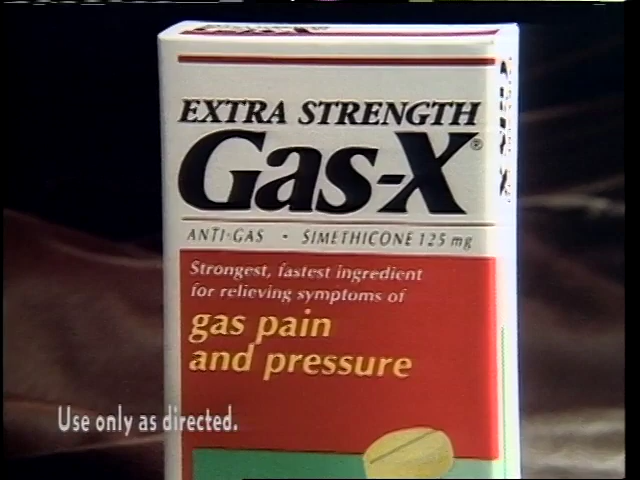 EXTRA STRENGTH
Gas-X®
ANTI-GAS • SIMETHICONE 125 mg
Strongest, fastest ingredient
for relieving symptoms of
gas pain
and pressure
Use only as directed.